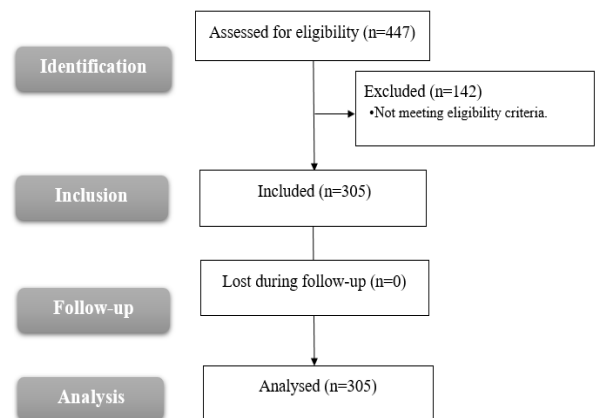 Assessed for eligibility (n=447)
Identification
Excluded (n=142)
•Not meeting eligibility criteria.
Inclusion
Included (n=305)
Lost during follow-up (n=0)
Follow-up
Analysis
Analysed (n=305)